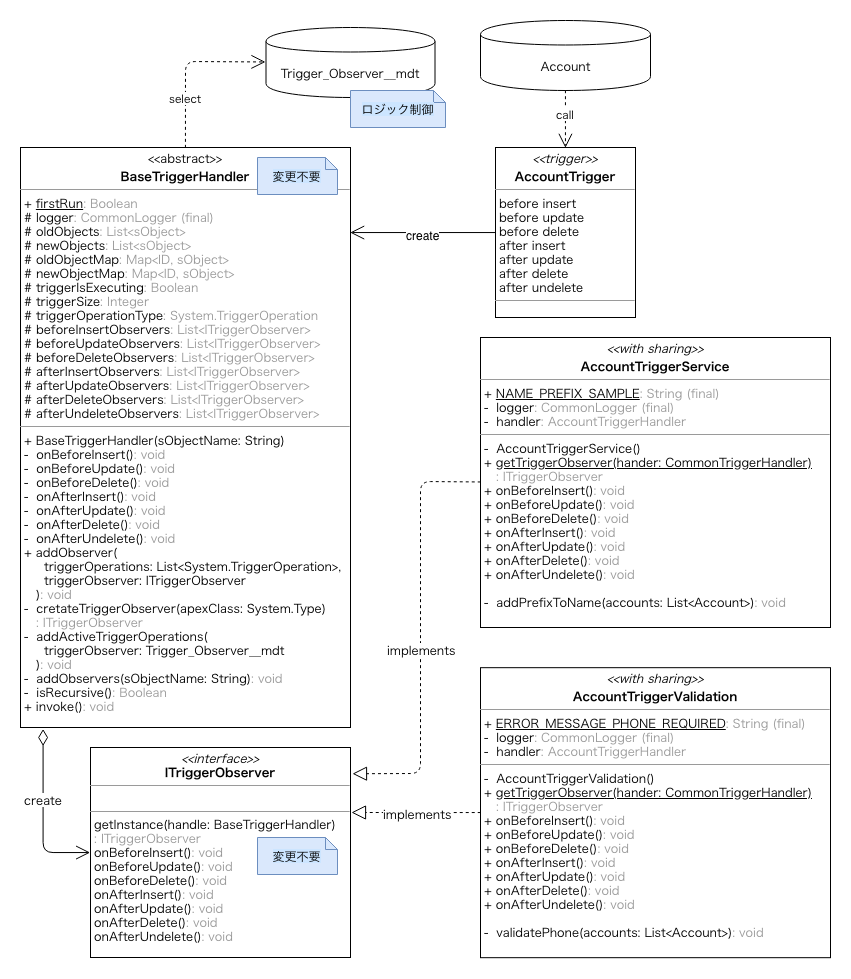 Trigger_Observer__mdt
Account
ロジック制御
select
call
<<abstract>>
BaseTriggerHandler
変更不要
+ firstRun: Boolean
# logger: CommonLogger (final)
# oldObjects: List<sObject>
# newObjects: List<sObject>
# oldObjectMap: Map<ID, sObject>
# newObjectMap: Map<ID, sObject>
# triggerIsExecuting: Boolean
# triggerSize: Integer
# triggerOperationType: System.TriggerOperation
# beforeInsertObservers: List<ITriggerObserver>
# beforeUpdateObservers: List<ITriggerObserver>
# beforeDeleteObservers: List<ITriggerObserver>
# afterInsertObservers: List<ITriggerObserver>
# afterUpdateObservers: List<ITriggerObserver>
# afterDeleteObservers: List<ITriggerObserver>
# afterUndeleteObservers: List<ITriggerObserver>
+ BaseTriggerHandler(sObjectName: String)
- onBeforeInsert(): void
- onBeforeUpdate(): void
- onBeforeDelete(): void
- onAfterInsert(): void
- onAfterUpdate(): void
- onAfterDelete(): void
- onAfterUndelete(): void
+ addObserver(
triggerOperations: List<System.TriggerOperation>,
triggerObserver: ITriggerObserver
): void
- cretateTriggerObserver(apexClass: System.Type)
: ITriggerObserver
- addActiveTriggerOperations(
triggerObserver: Trigger_Observer__mdt
): void
- addObservers(sObjectName: String): void
- isRecursive(): Boolean
+ invoke(): void
create
<<trigger>>
AccountTrigger
before insert
before update
before delete
after insert
after update
after delete
after undelete
<<with sharing>>
AccountTriggerService
+ NAME_PREFIX_SAMPLE: String (final)
- logger: CommonLogger (final)
- handler: AccountTriggerHandler
- AccountTriggerService()
+ getTriggerObserver(hander: CommonTriggerHandler)
: ITriggerObserver
+ onBeforeInsert(): void
+ onBeforeUpdate(): void
+ onBeforeDelete(): void
+ onAfterInsert(): void
+ onAfterUpdate(): void
+ onAfterDelete(): void
+ onAfterUndelete(): void
- addPrefixToName(accounts: List<Account>): void
implements
<<with sharing>>
AccountTriggerValidation
+ ERROR_MESSAGE_PHONE_REQUIRED: String (final)
- logger: CommonLogger (final)
- handler: AccountTriggerHandler
- AccountTriggerValidation()
+ getTriggerObserver(hander: CommonTriggerHandler)
: ITriggerObserver
+ onBeforeInsert(): void
+ onBeforeUpdate(): void
+ onBeforeDelete(): void
+ onAfterInsert(): void
+ onAfterUpdate(): void
+ onAfterDelete(): void
+ onAfterUndelete(): void
- validatePhone(accounts: List<Account>): void
implements
create
<<interface>>
ITriggerObserver
getInstance(handle: BaseTriggerHandler)
: ITriggerObserver
onBeforeInsert(): void
onBeforeUpdate(): void
onBeforeDelete(): void
onAfterInsert(): void
onAfterUpdate(): void
onAfterDelete(): void
onAfterUndelete(): void
変更不要